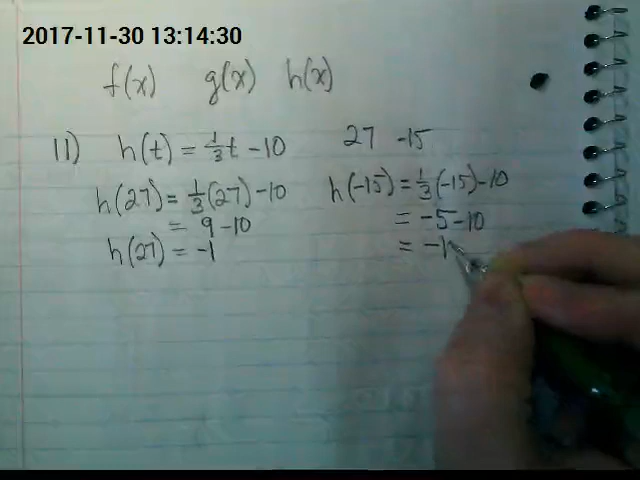 2017-11-30 13:14:30
f(x) g(x) h(x)
11) h(t) = 1/3 t - 10 27 -15
h(27) = 1/3 (27) - 10 h(-15) = 1/3 (-15) - 10
= 9 - 10 = -5 - 10
h(27) = -1 = -1